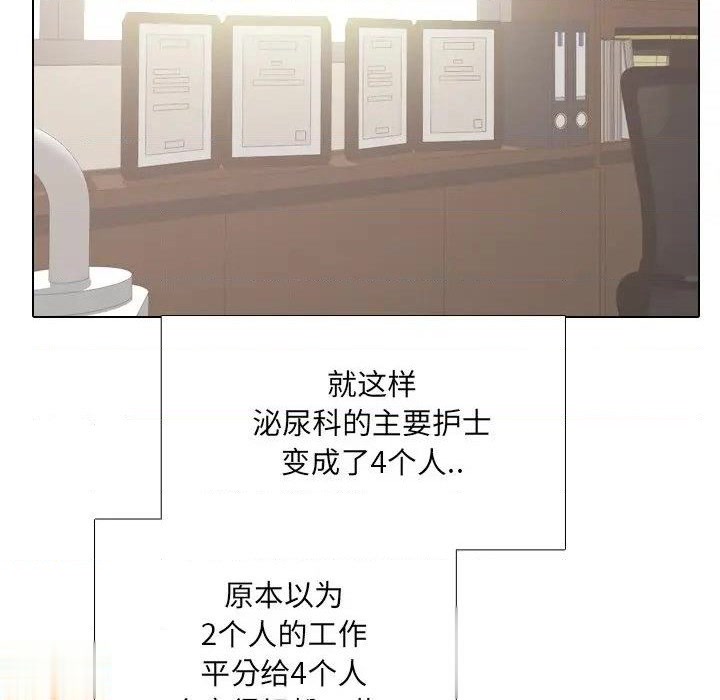 就这样
泌尿科的主要护士
变成了4个人..
原本以为
2个人的工作
平分给4个人